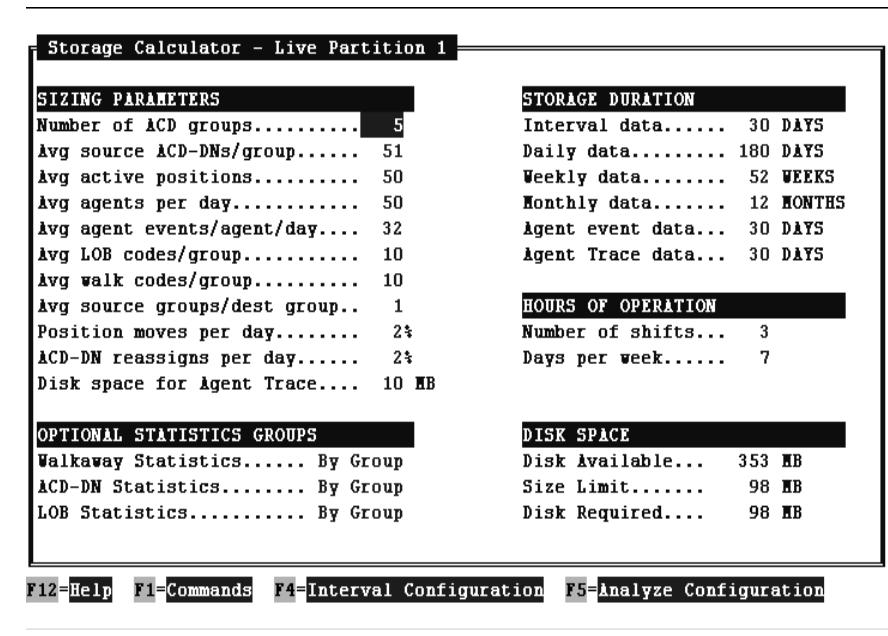 Storage Calculator - Live Partition 1
SIZING PARAMETERS
Number of ACD groups.......... 5
Avg source ACD-DNs/group...... 51
Avg active positions.......... 50
Avg agents per day............ 50
Avg agent events/agent/day.... 32
Avg LOB codes/group........... 10
Avg walk codes/group.......... 10
Avg source groups/dest group.. 1
Position moves per day........ 2%
ACD-DN reassigns per day...... 2%
Disk space for Agent Trace.... 10 MB
OPTIONAL STATISTICS GROUPS
Walkaway Statistics...... By Group
ACD-DN Statistics........ By Group
LOB Statistics........... By Group
STORAGE DURATION
Interval data...... 30 DAYS
Daily data......... 180 DAYS
Weekly data........ 52 WEEKS
Monthly data....... 12 MONTHS
Agent event data... 30 DAYS
Agent Trace data... 30 DAYS
HOURS OF OPERATION
Number of shifts... 3
Days per week...... 7
DISK SPACE
Disk Available... 353 MB
Size Limit....... 98 MB
Disk Required.... 98 MB
F12=Help F1=Commands F4=Interval Configuration F5=Analyze Configuration